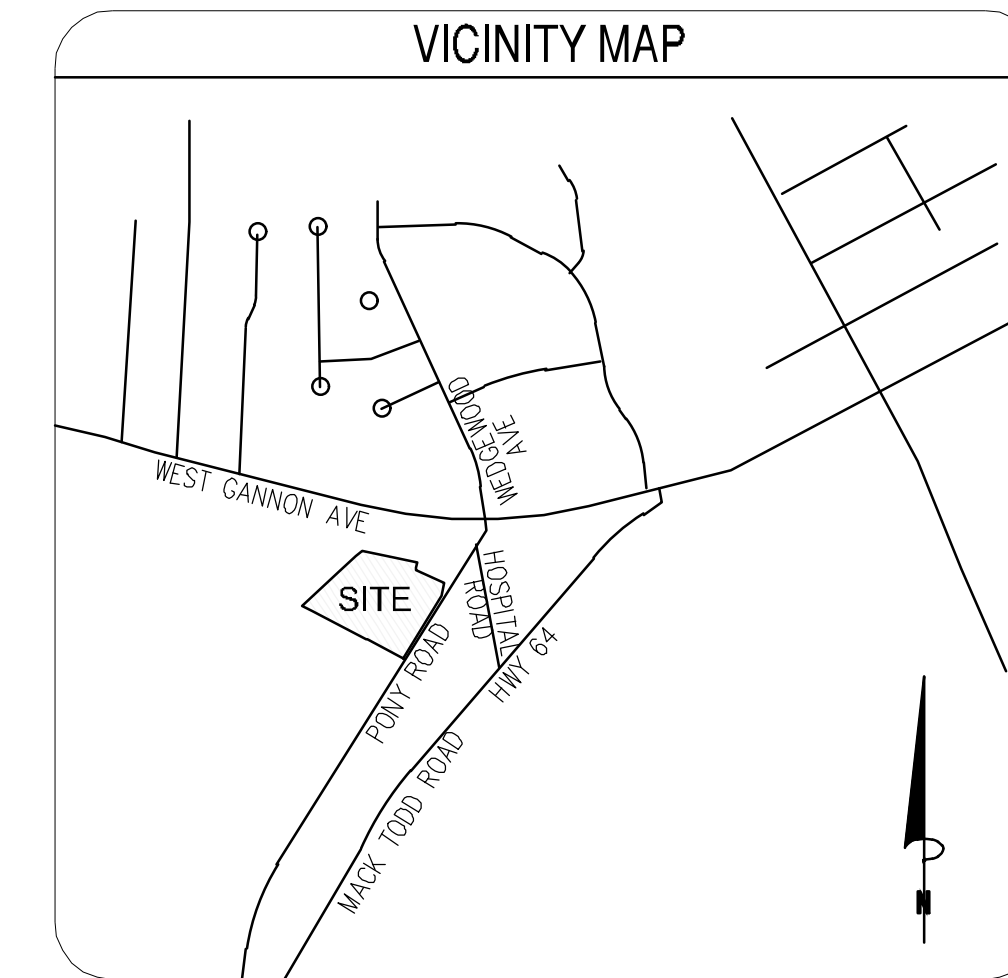 VICINITY MAP
WEDGEWOOD
AVE
WEST GANNON AVE
HOSPITAL
ROAD
SITE
PONY ROAD
HWY 64
MACK TODD ROAD
N